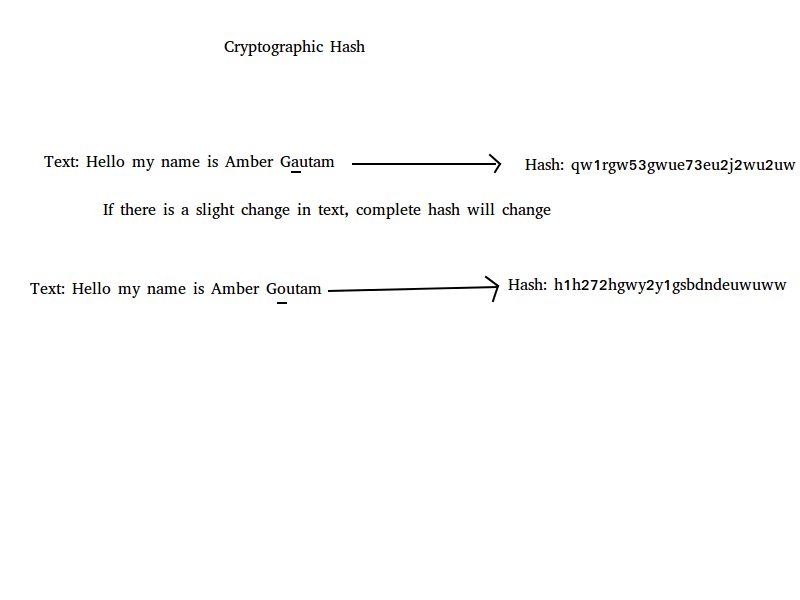 Cryptographic Hash
Text: Hello my name is Amber Gautam
Hash: qw1rgw53gwue73eu2j2wu2uw
If there is a slight change in text, complete hash will change
Text: Hello my name is Amber Goutam
Hash: h1h272hgwy2y1gsbdndeuwuww